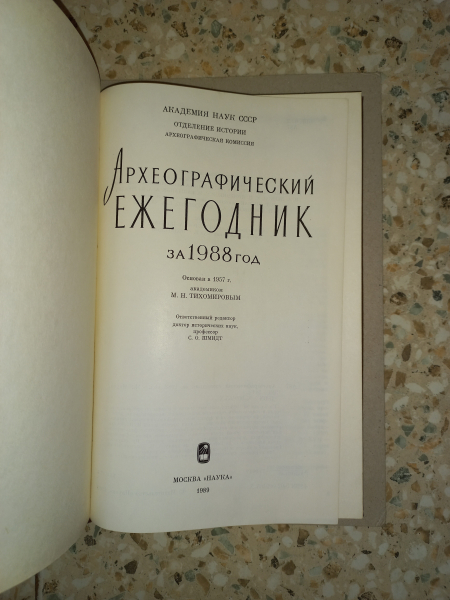 АКАДЕМИЯ НАУК СССР
ОТДЕЛЕНИЕ ИСТОРИИ
АРХЕОГРАФИЧЕСКАЯ КОМИССИЯ
АРХЕОГРАФИЧЕСКИЙ
ЕЖЕГОДНИК
ЗА 1988 ГОД
Основан в 1957 г.
академиком
М. Н. ТИХОМИРОВЫМ
Ответственный редактор
доктор исторических наук,
профессор
С. О. ШМИДТ
МОСКВА «НАУКА»
1989